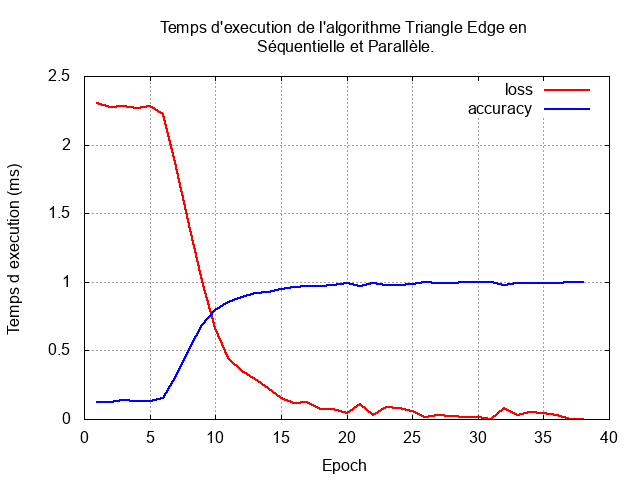 Temps d'execution de l'algorithme Triangle Edge en
Séquentielle et Parallèle.
2.5
2
1.5
1
0.5
0
Temps d execution (ms)
loss
accuracy
0 5 10 15 20 25 30 35 40
Epoch